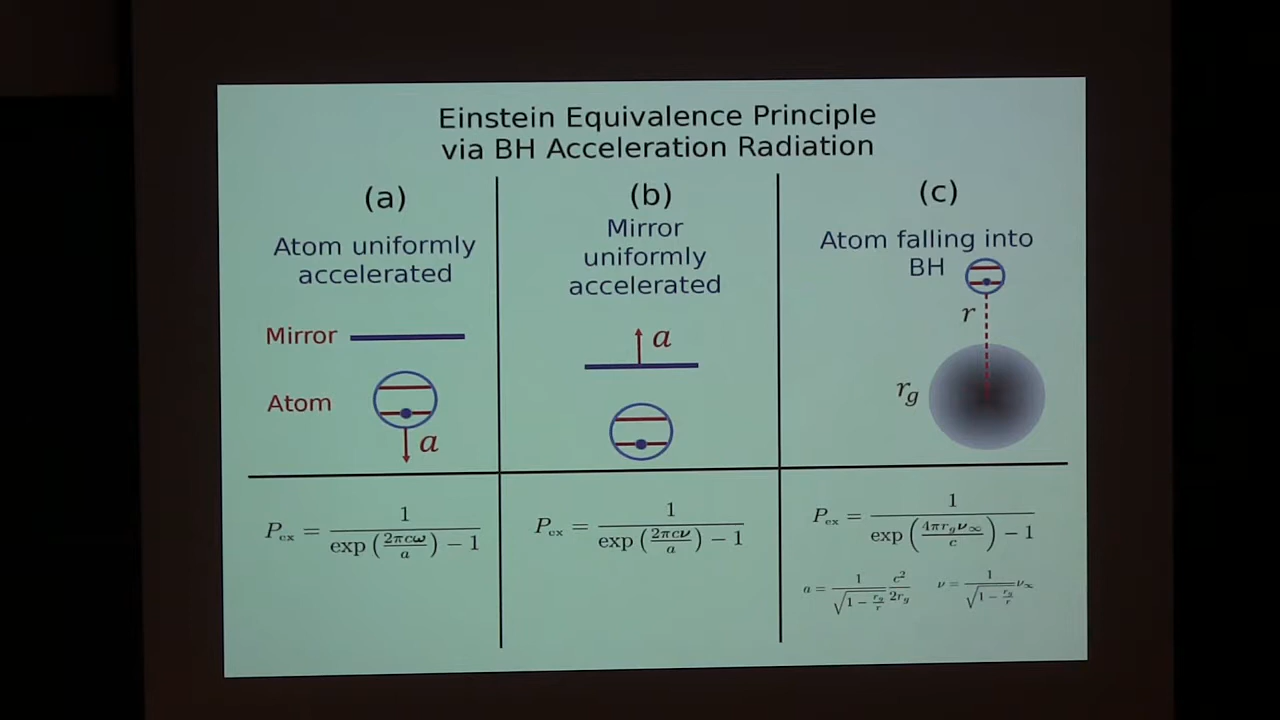 Einstein Equivalence Principle
via BH Acceleration Radiation
(a)
Atom uniformly
accelerated
Mirror
Atom
a
P_ex = 1 / (exp(2πcω/a) − 1)
(b)
Mirror
uniformly
accelerated
a
P_ex = 1 / (exp(2πcν/a) − 1)
(c)
Atom falling into
BH
r
r_g
P_ex = 1 / (exp(4πr_gν_∞/c) − 1)
a = 1/√(1 − r_g/r) c²/2r_g
ν = 1/√(1 − r_g/r) ν_∞